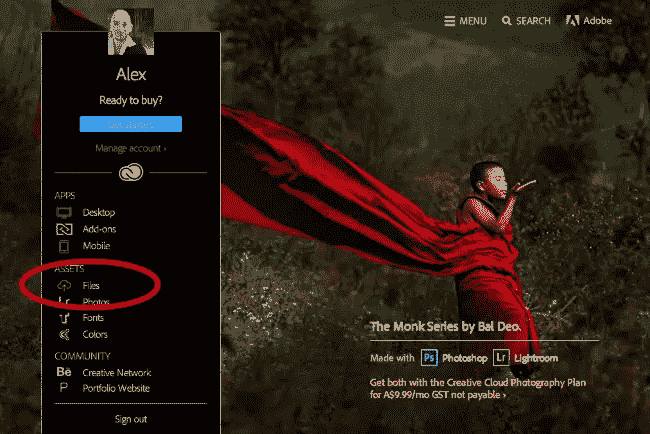 MENU SEARCH Adobe
Alex
Ready to buy?
Manage account ›
APPS
Desktop
Add-ons
Mobile
ASSETS
Files
Photos
Fonts
Colors
COMMUNITY
Bē Creative Network
P Portfolio Website
Sign out
The Monk Series by Bal Deo.
Made with Ps Photoshop Lr Lightroom
Get both with the Creative Cloud Photography Plan
for A$9.99/mo GST not payable ›